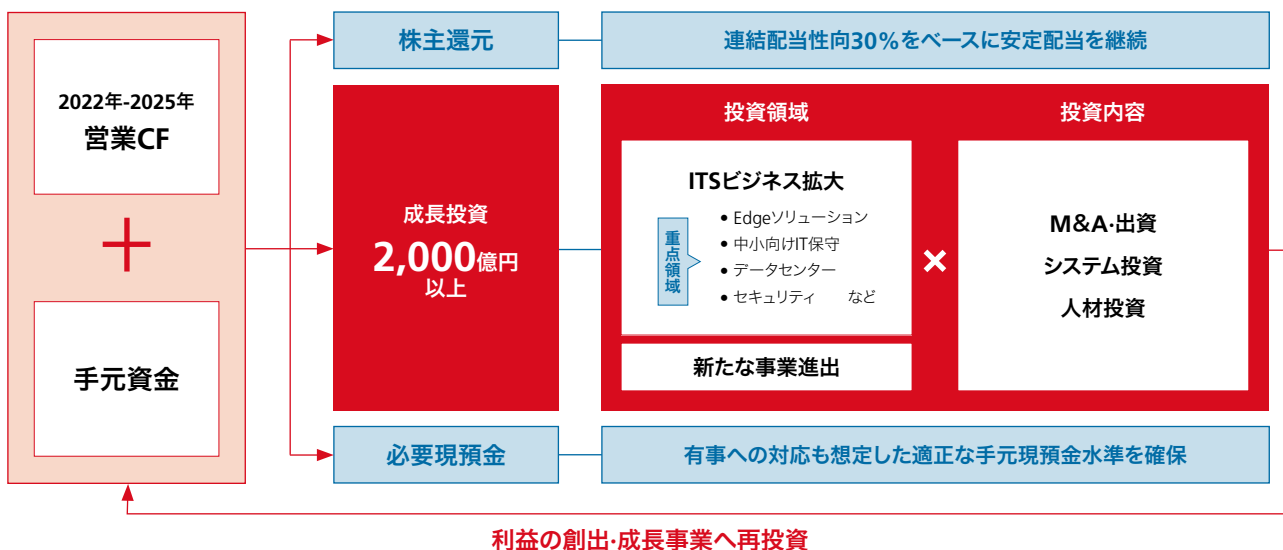 2022年-2025年
営業CF
＋
手元資金
株主還元
連結配当性向30%をベースに安定配当を継続
成長投資
2,000億円
以上
投資領域
ITSビジネス拡大
重点領域
• Edgeソリューション
• 中小向けIT保守
• データセンター
• セキュリティ など
新たな事業進出
×
投資内容
M&A・出資
システム投資
人材投資
必要現預金
有事への対応も想定した適正な手元現預金水準を確保
利益の創出・成長事業へ再投資